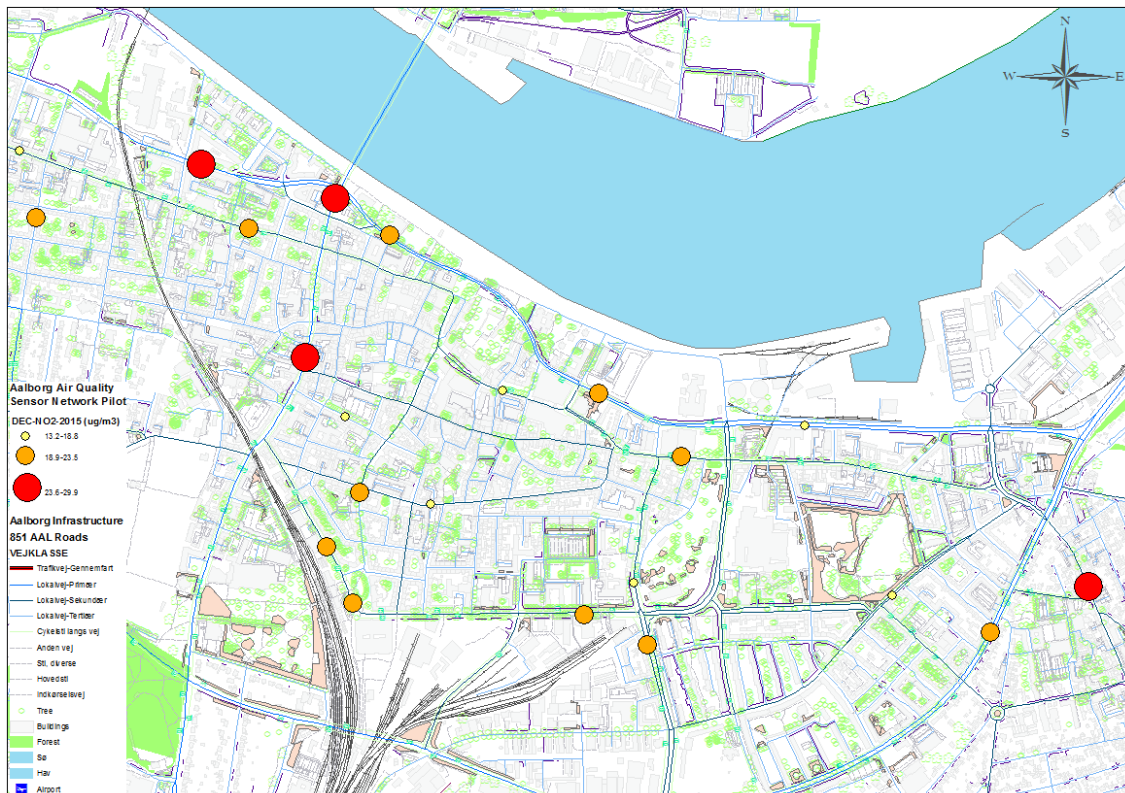 N
W E
S
Aalborg Air Quality
Sensor Network Pilot
DEC-NO2-2015 (ug/m3)
13.2-18.8
18.9-23.5
23.6-29.9
Aalborg Infrastructure
851 AAL Roads
VEJKLASSE
Trafikvej-Gennemfart
Lokalvej-Primær
Lokalvej-Sekundær
Lokalvej-Tertiær
Cykelsti langs vej
Anden vej
Sti, diverse
Hovedsti
Indkørselsvej
Tree
Buildings
Forest
Sø
Hav
Airport